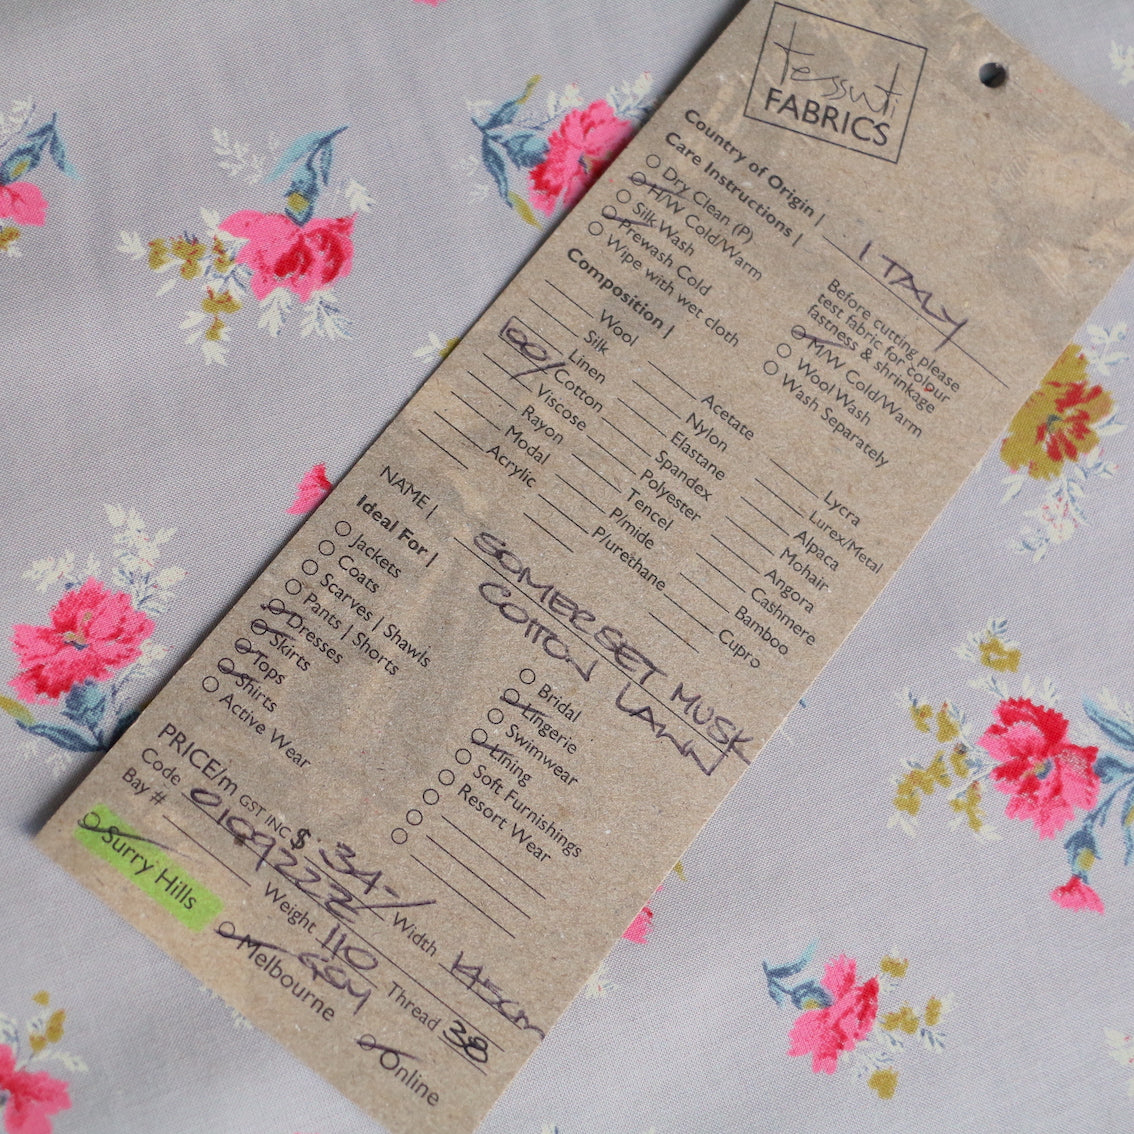 tessuti
FABRICS
Country of Origin | ITALY
Care Instructions |
Dry Clean (P)
H/W Cold/Warm
Silk Wash
Prewash Cold
Wipe with wet cloth
Before cutting please
test fabric for colour
fastness & shrinkage
M/W Cold/Warm
Wool Wash
Wash Separately
Composition |
Wool
Silk
Linen
100/ Cotton
Viscose
Rayon
Modal
Acrylic
Acetate
Nylon
Elastane
Spandex
Polyester
Tencel
P/mide
P/urethane
Lycra
Lurex/Metal
Alpaca
Mohair
Angora
Cashmere
Bamboo
Cupro
NAME | SOMERSET MUSK
COTTON LAWN
Ideal For |
Jackets
Coats
Scarves | Shawls
Pants | Shorts
Dresses
Skirts
Tops
Shirts
Active Wear
Bridal
Lingerie
Swimwear
Lining
Soft Furnishings
Resort Wear
PRICE/m GST INC. $ 34-/ Width 145cm
Code 01G9222 Weight 110 GSM Thread 38
Bay #
Surry Hills
Melbourne
Online